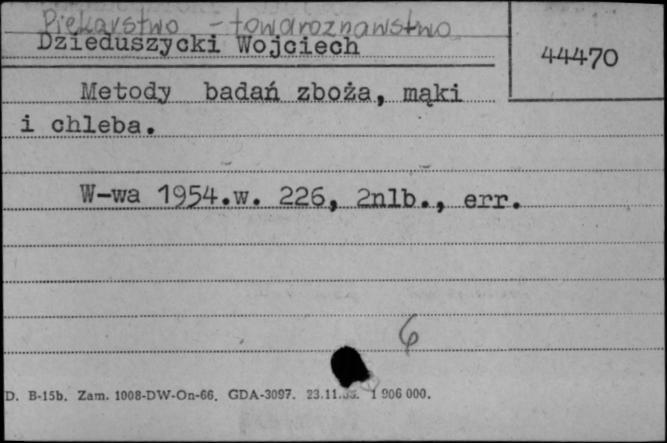 Piekarstwo - towaroznawstwo
Dzieduszycki Wojciech
44470
Metody badań zboża, mąki
i chleba.
W-wa 1954.w. 226, 2nlb., err.
6
D. B-15b. Zam. 1008-DW-On-66. GDA-3097. 23.11. 1 906 000.